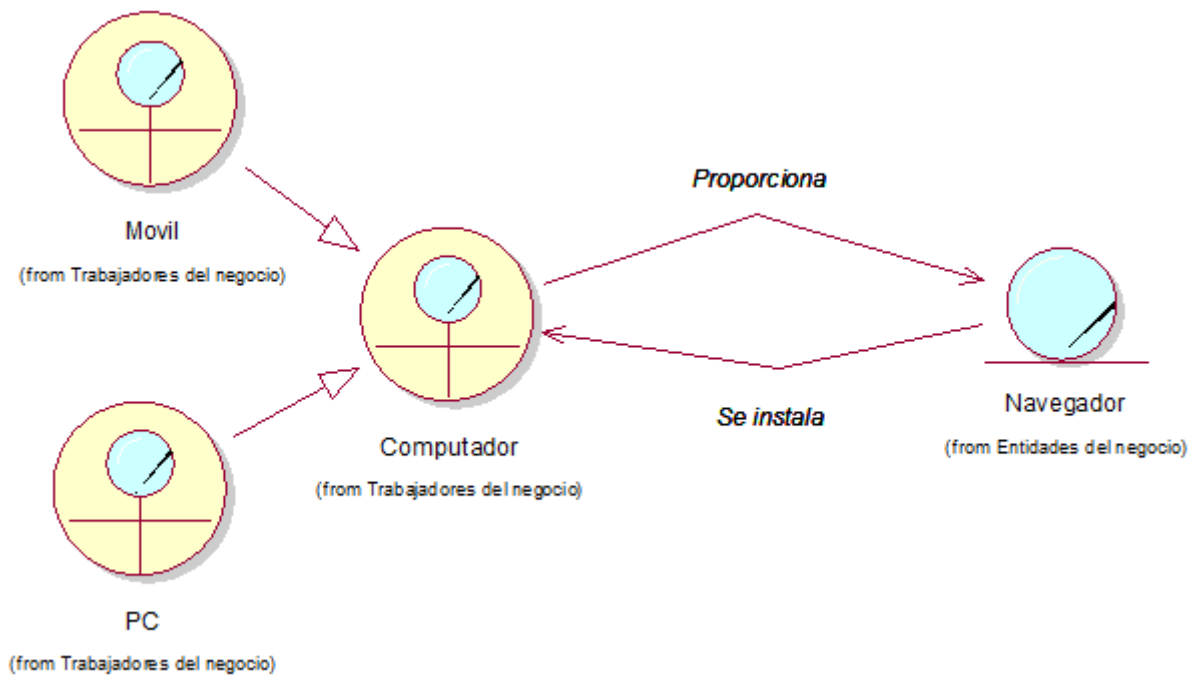 Movil
(from Trabajadores del negocio)
Proporciona
Computador
(from Trabajadores del negocio)
Se instala
Navegador
(from Entidades del negocio)
PC
(from Trabajadores del negocio)